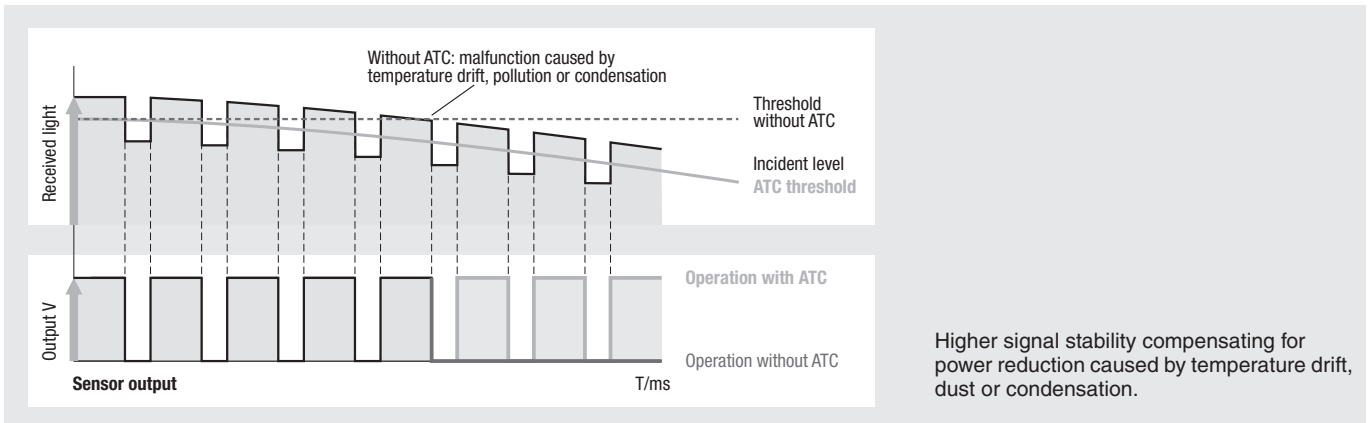 Without ATC: malfunction caused by
temperature drift, pollution or condensation
Received light
Threshold
without ATC
Incident level
ATC threshold
Output V
Operation with ATC
Operation without ATC
Sensor output
T/ms
Higher signal stability compensating for
power reduction caused by temperature drift,
dust or condensation.